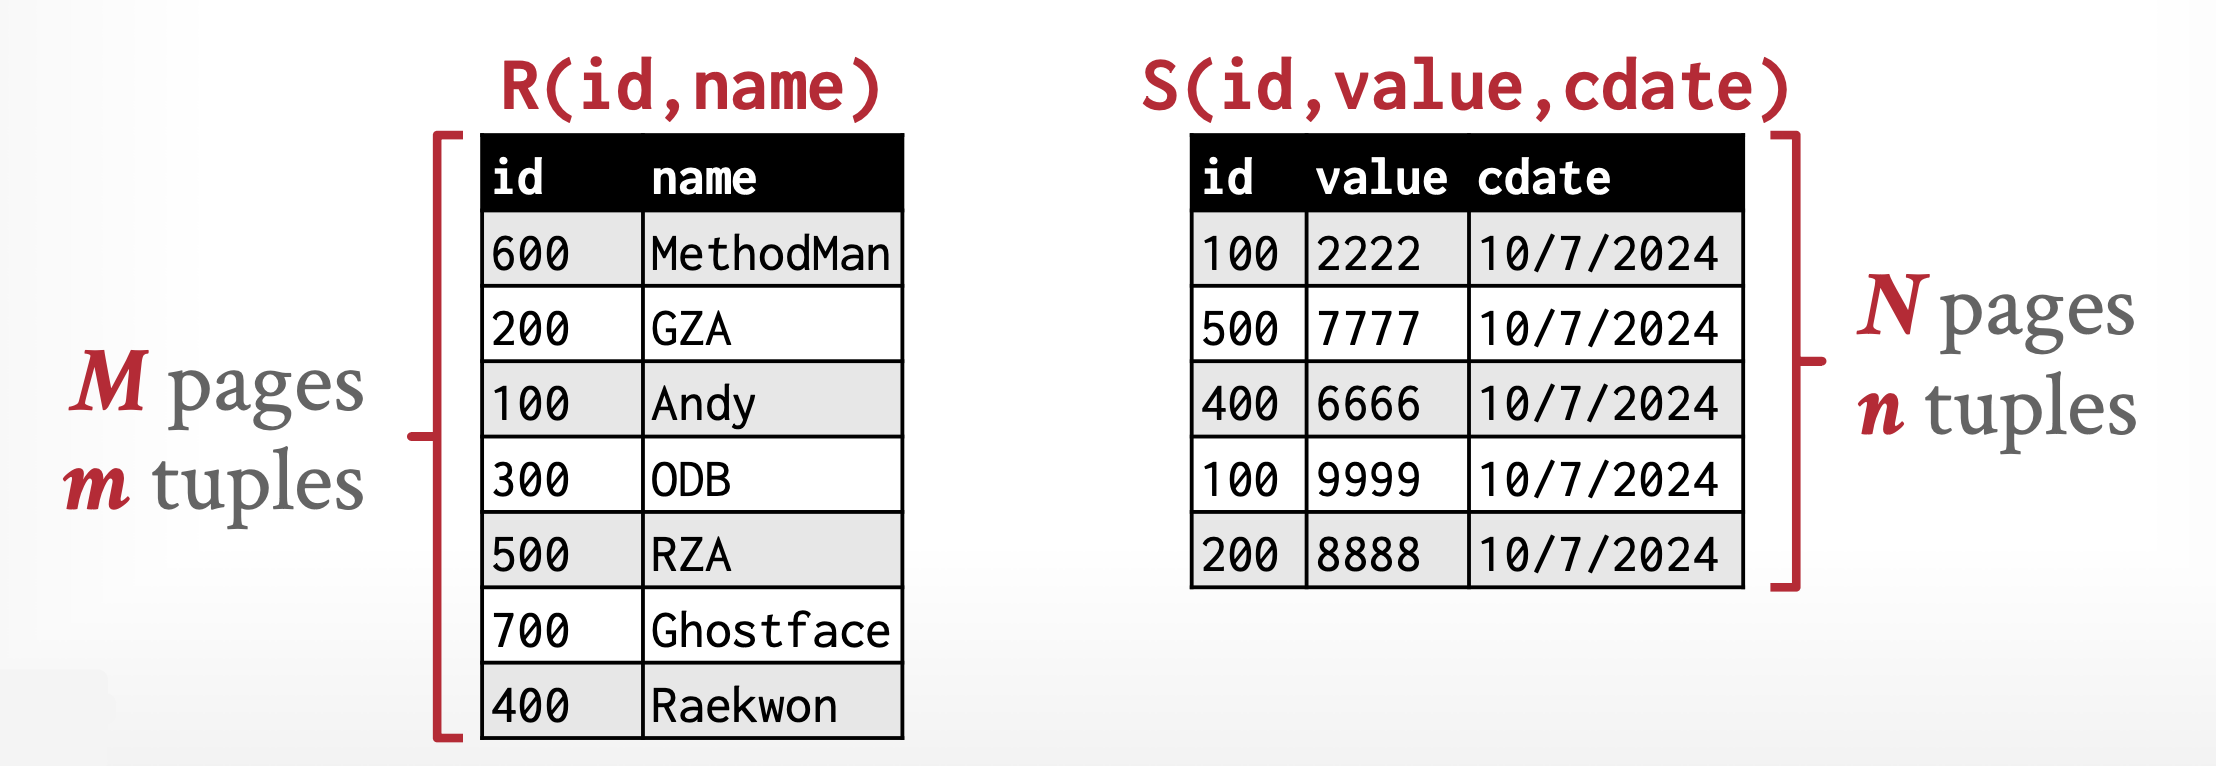 R(id,name)
id name
600 MethodMan
200 GZA
100 Andy
300 ODB
500 RZA
700 Ghostface
400 Raekwon
M pages
m tuples
S(id,value,cdate)
id value cdate
100 2222 10/7/2024
500 7777 10/7/2024
400 6666 10/7/2024
100 9999 10/7/2024
200 8888 10/7/2024
N pages
n tuples